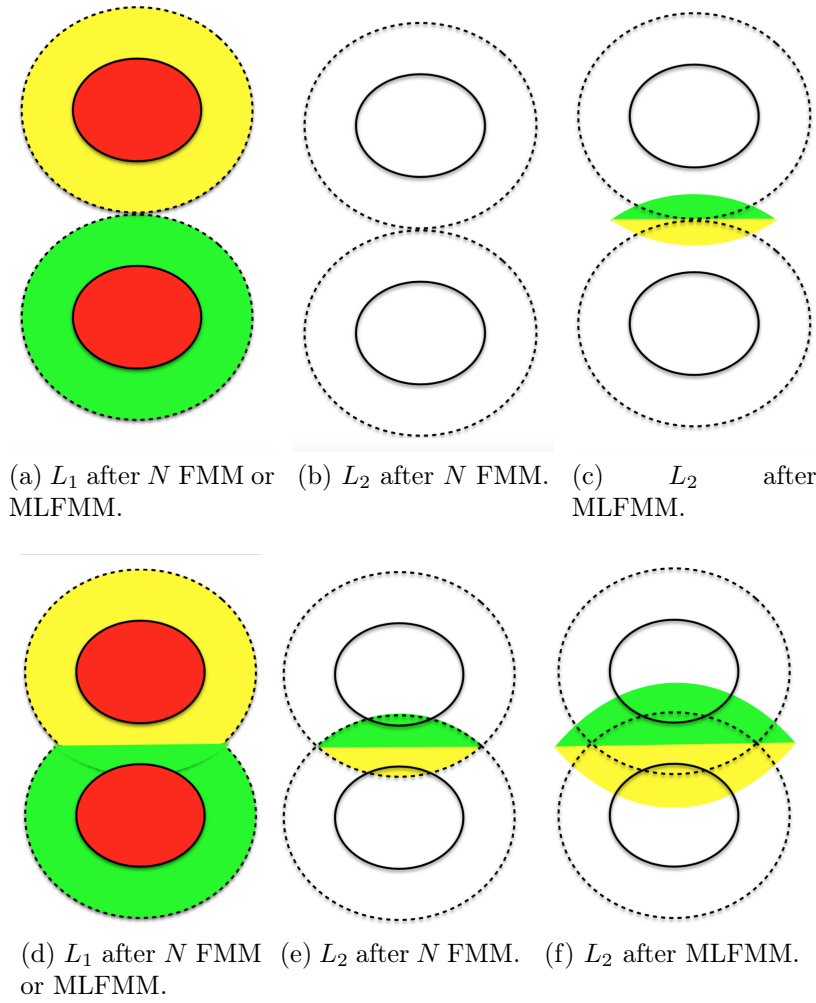 (a) L₁ after N FMM or
MLFMM.
(b) L₂ after N FMM.
(c) L₂ after
MLFMM.
(d) L₁ after N FMM
or MLFMM.
(e) L₂ after N FMM.
(f) L₂ after MLFMM.